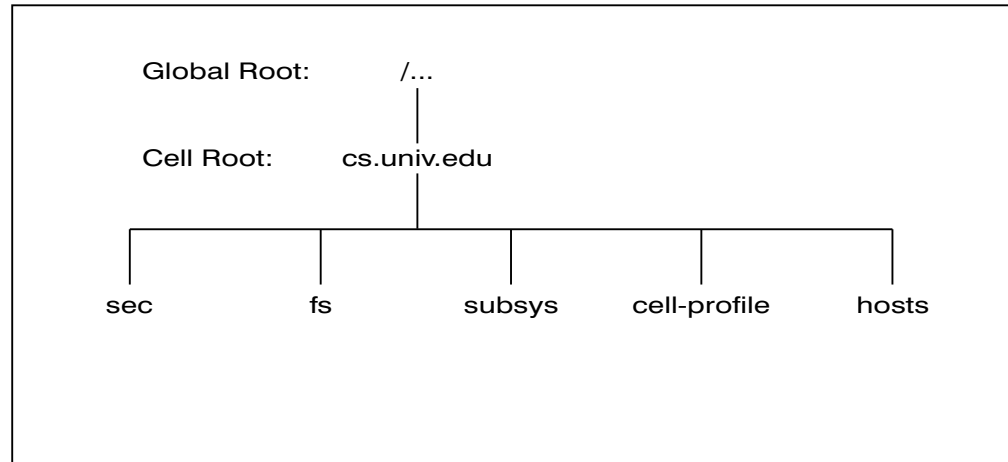 Global Root: /...
Cell Root: cs.univ.edu
sec fs subsys cell-profile hosts